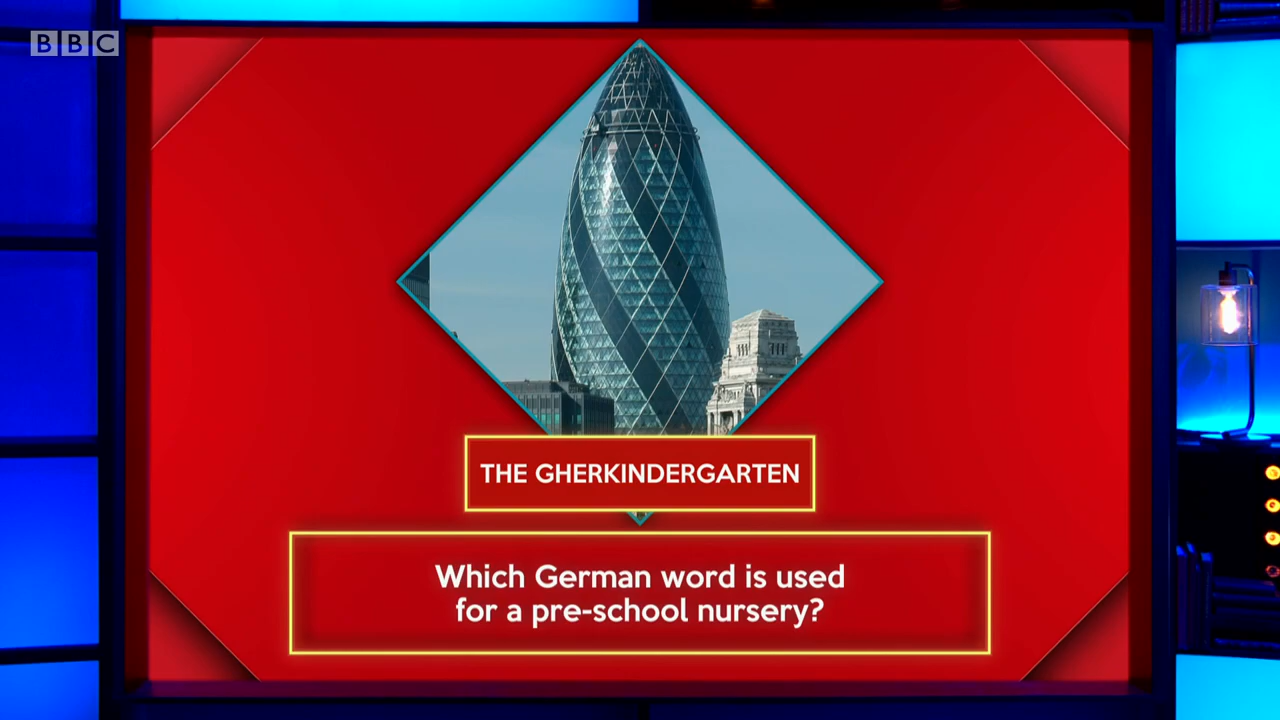 BBC
THE GHERKINDERGARTEN
Which German word is used
for a pre-school nursery?